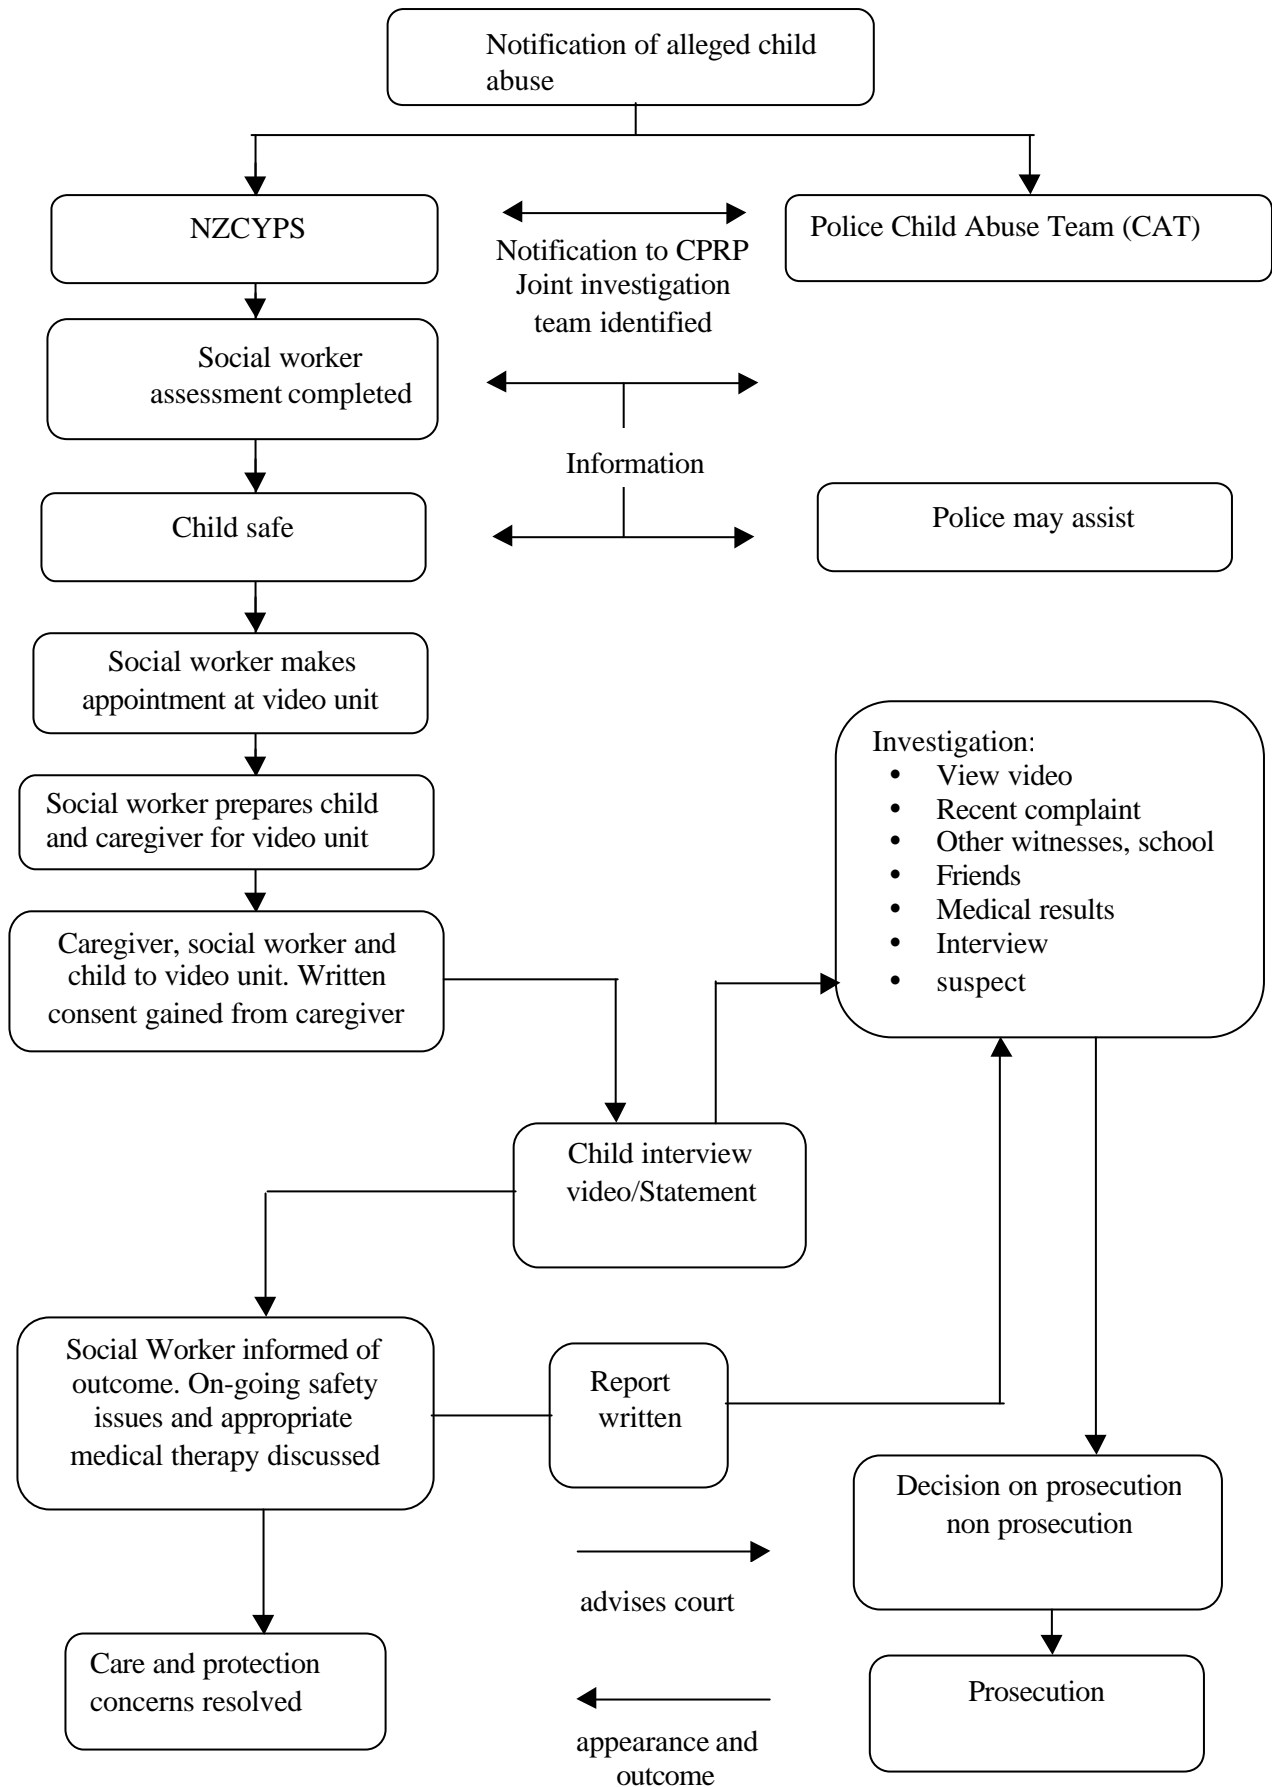 Notification of alleged child
abuse
NZCYPS
Notification to CPRP
Joint investigation
team identified
Police Child Abuse Team (CAT)
Social worker
assessment completed
Information
Child safe
Police may assist
Social worker makes
appointment at video unit
Social worker prepares child
and caregiver for video unit
Caregiver, social worker and
child to video unit. Written
consent gained from caregiver
Investigation:
• View video
• Recent complaint
• Other witnesses, school
• Friends
• Medical results
• Interview
• suspect
Child interview
video/Statement
Social Worker informed of
outcome. On-going safety
issues and appropriate
medical therapy discussed
Report
written
Decision on prosecution
non prosecution
advises court
Care and protection
concerns resolved
Prosecution
appearance and
outcome